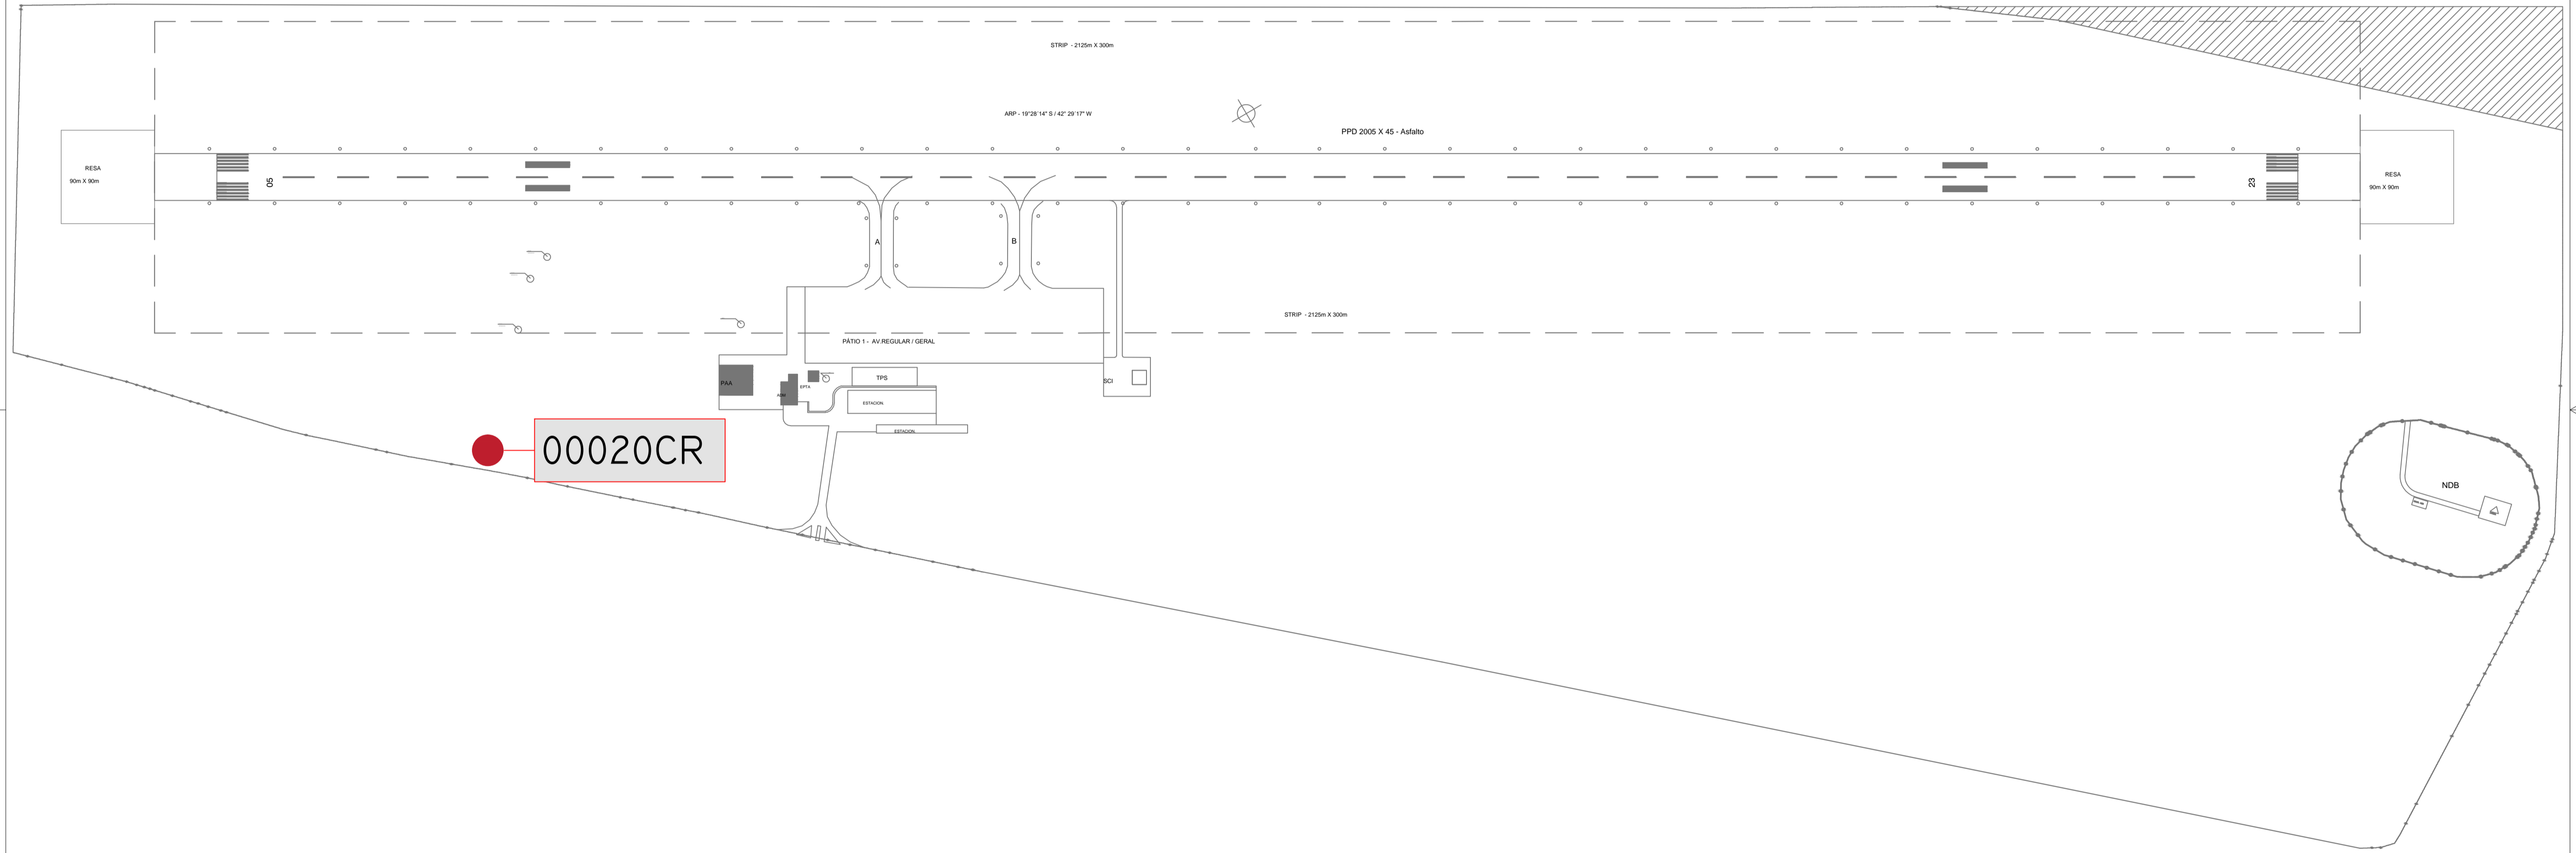 STRIP - 2125m X 300m
ARP - 19°28´14" S / 42° 29´17" W
PPD 2005 X 45 - Asfalto
RESA
90m X 90m
05
23
RESA
90m X 90m
A
B
STRIP - 2125m X 300m
PÁTIO 1 - AV.REGULAR / GERAL
PAA
EPTA
TPS
SCI
ESTACION.
ESTACION.
00020CR
NDB